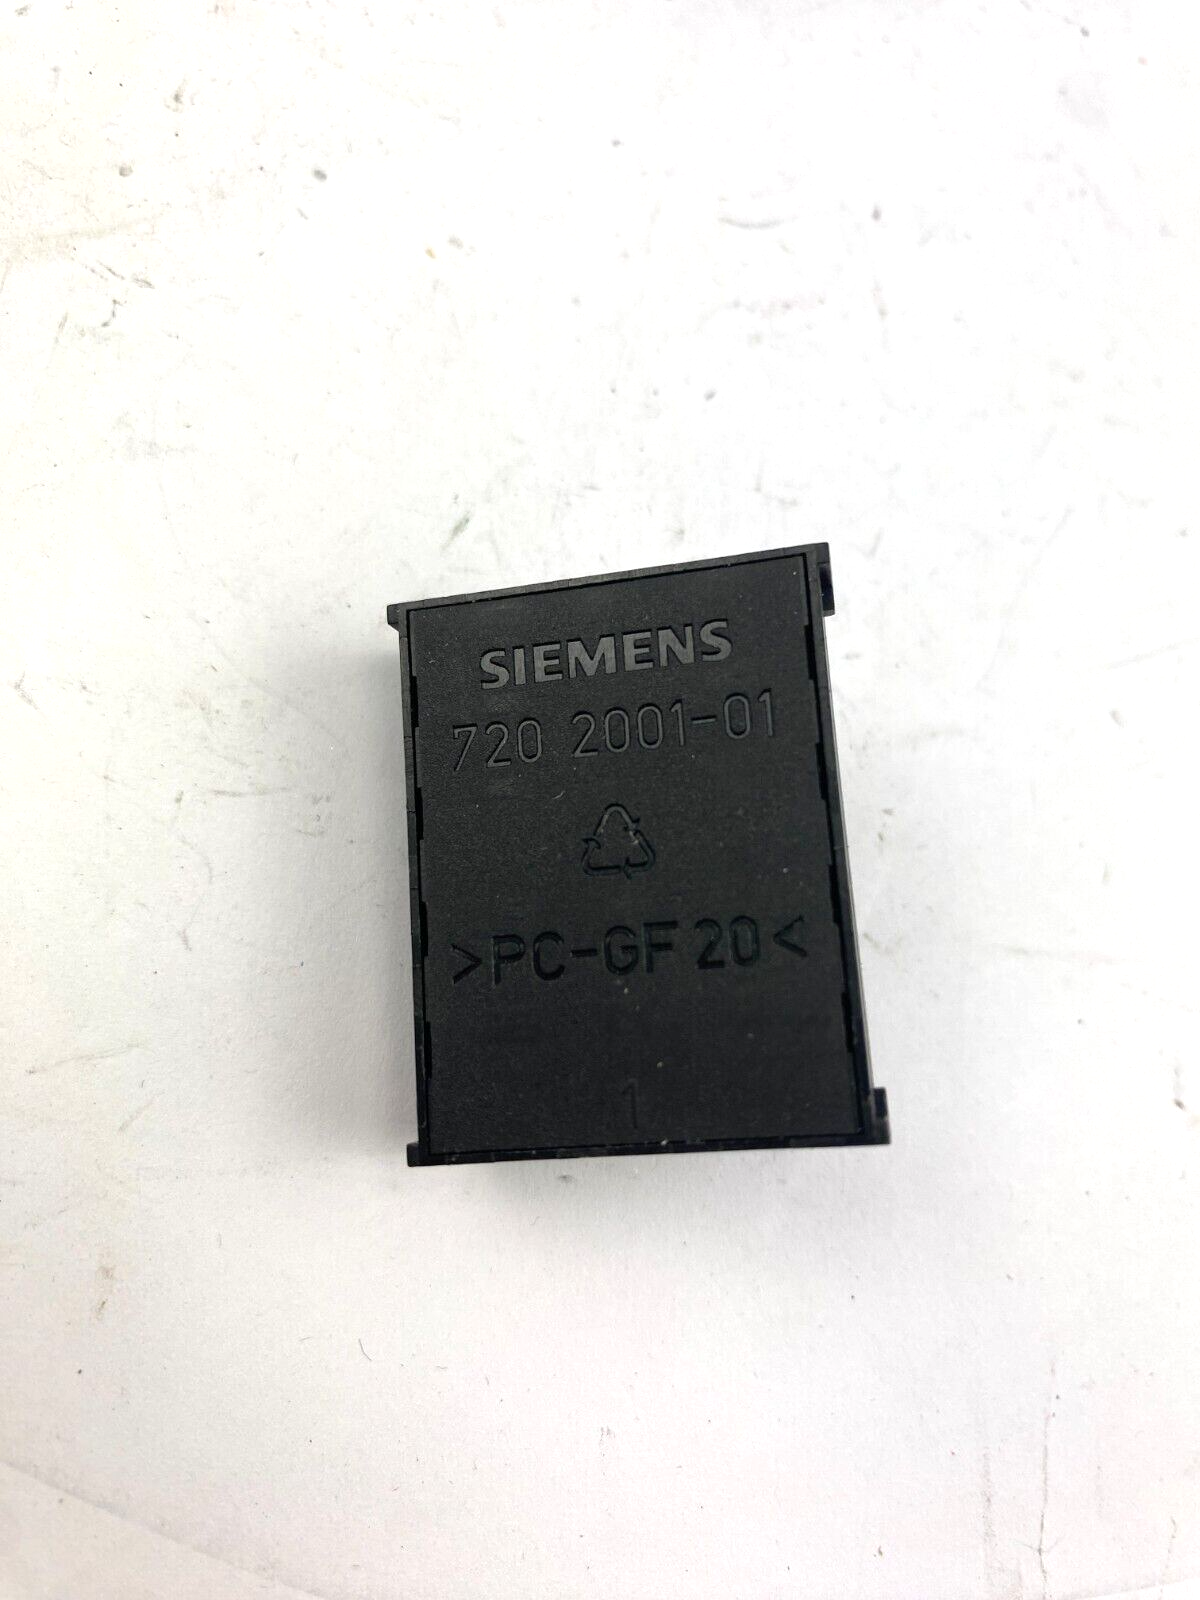 SIEMENS
720 2001-01
>PC-GF 20<
1